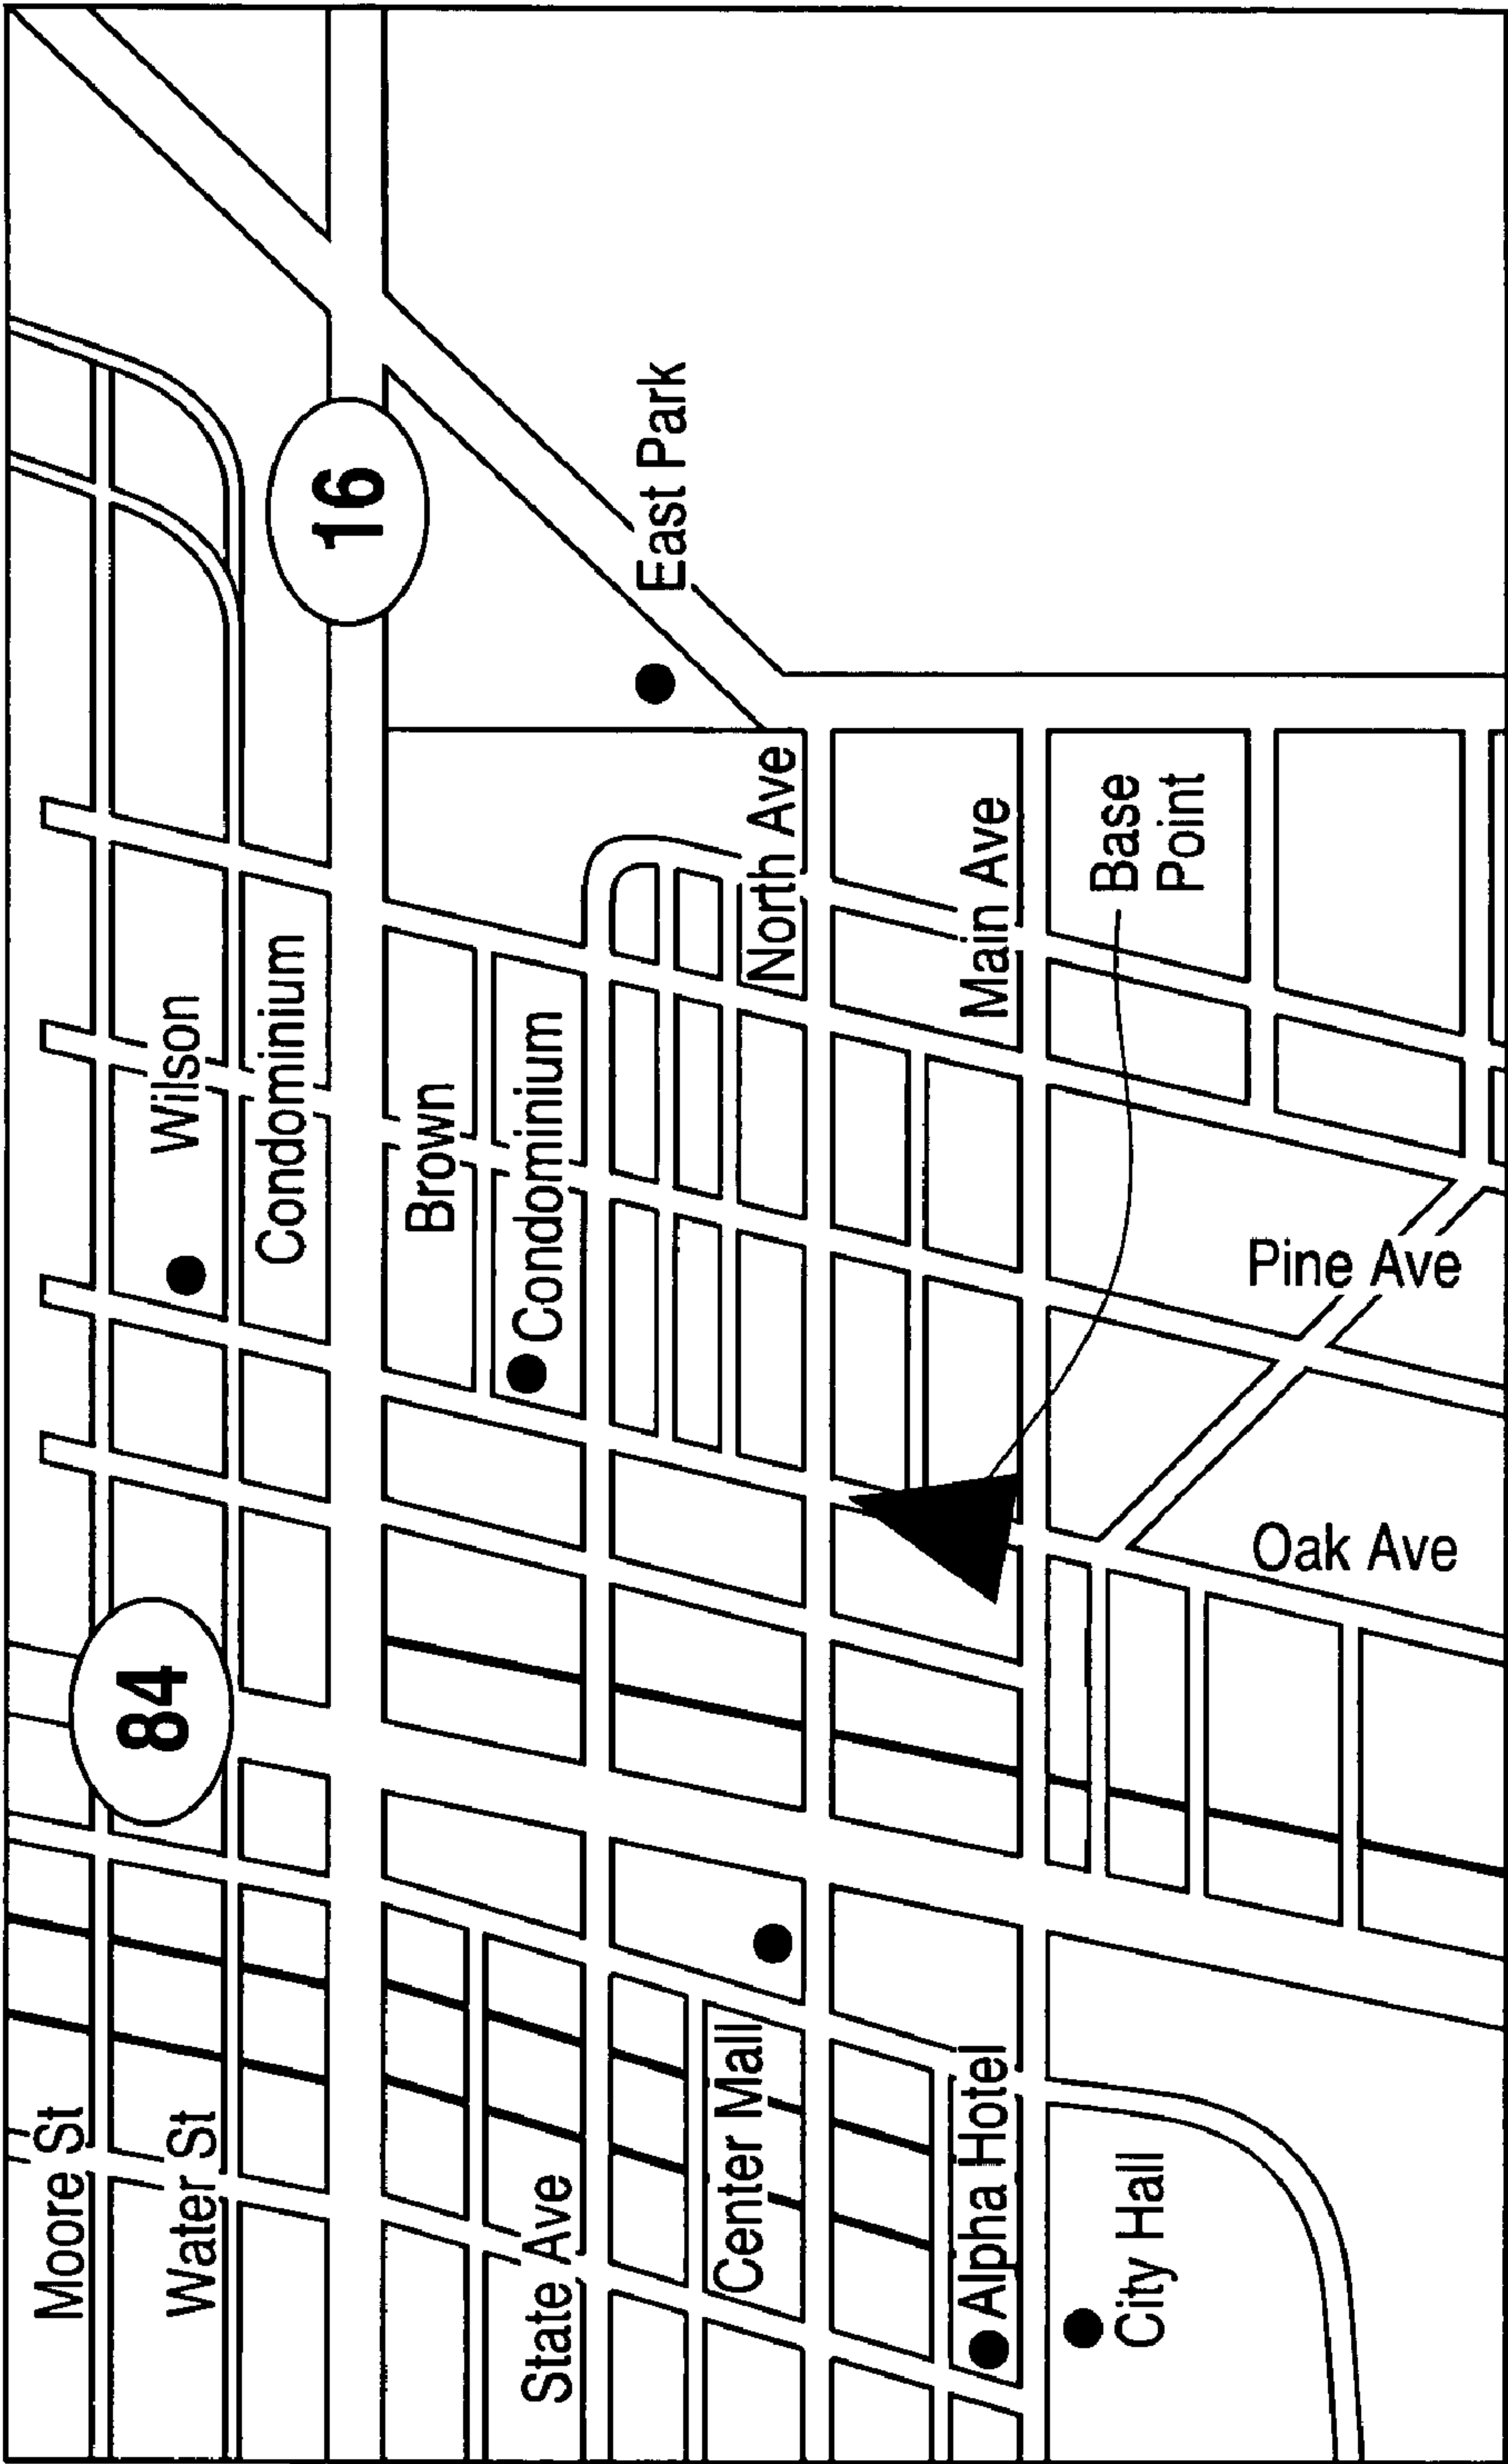 Moore St
Water St
84
Wilson
Condominium
16
State Ave
Brown
Condominium
East Park
Center Mall
North Ave
Alpha Hotel
Main Ave
City Hall
Base
Point
Oak Ave
Pine Ave